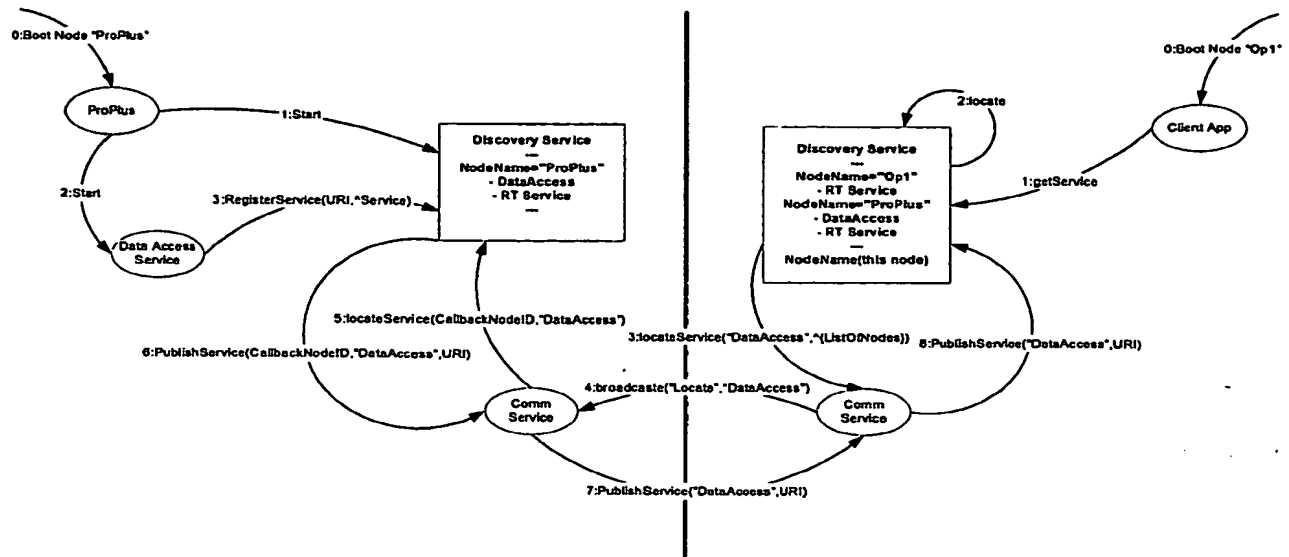 0:Boot Node "ProPlus"
ProPlus
1:Start
2:Start
3:RegisterService(URI,^Service)
Data Access
Service
Discovery Service
---
NodeName="ProPlus"
- DataAccess
- RT Service
---
5:locateService(CallbackNodeID,"DataAccess")
6:PublishService(CallbackNodeID,"DataAccess",URI)
Comm
Service
0:Boot Node "Op1"
Client App
1:getService
2:locate
Discovery Service
---
NodeName="Op1"
- RT Service
NodeName="ProPlus"
- DataAccess
- RT Service
---
NodeName(this node)
3:locateService("DataAccess",^{ListOfNodes})
8:PublishService("DataAccess",URI)
4:broadcaste("Locate","DataAccess")
Comm
Service
7:PublishService("DataAccess",URI)